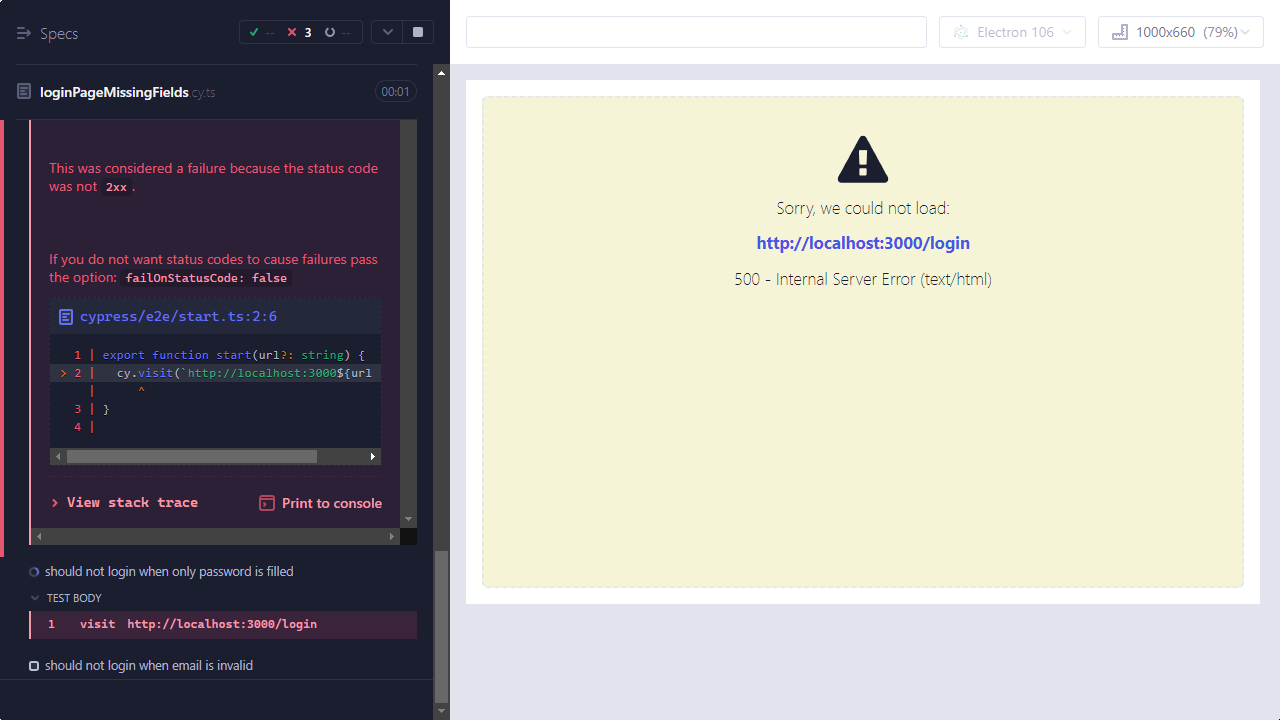 Specs
--
3
--
Electron 106
1000x660 (79%)
loginPageMissingFields.cy.ts
00:01
This was considered a failure because the status code
was not 2xx.
If you do not want status codes to cause failures pass
the option: failOnStatusCode: false
cypress/e2e/start.ts:2:6
1 | export function start(url?: string) {
> 2 |   cy.visit(`http://localhost:3000${url
|      ^
3 | }
4 |
> View stack trace
Print to console
should not login when only password is filled
TEST BODY
1 visit http://localhost:3000/login
should not login when email is invalid
Sorry, we could not load:
http://localhost:3000/login
500 - Internal Server Error (text/html)